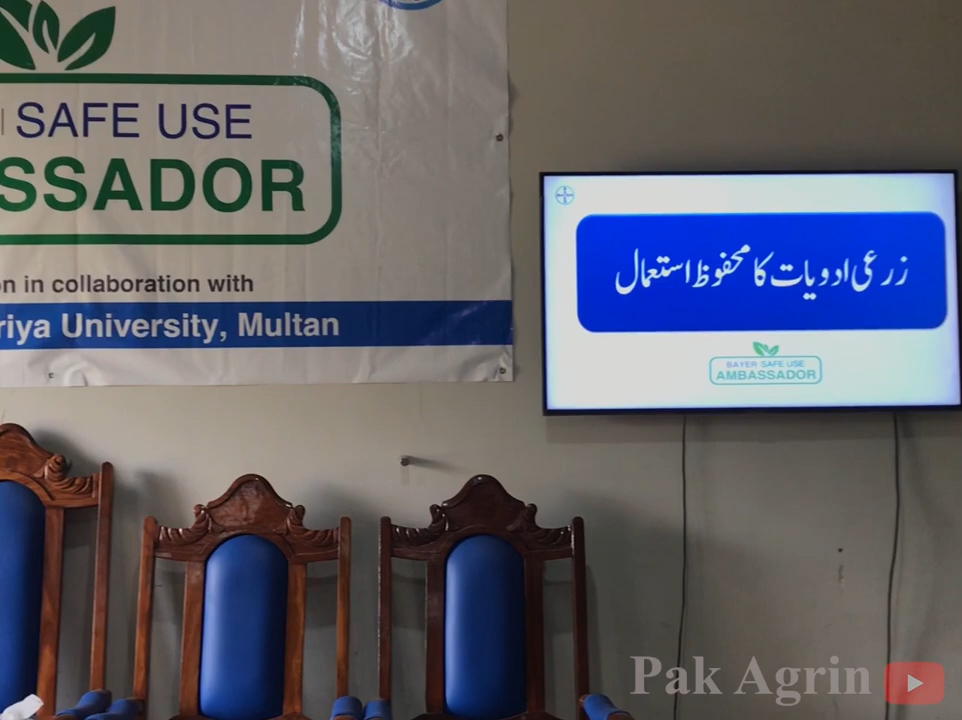 SAFE USE
SSADOR
on in collaboration with
riya University, Multan
زرعی ادویات کا محفوظ استعمال
BAYER SAFE USE
AMBASSADOR
Pak Agrin